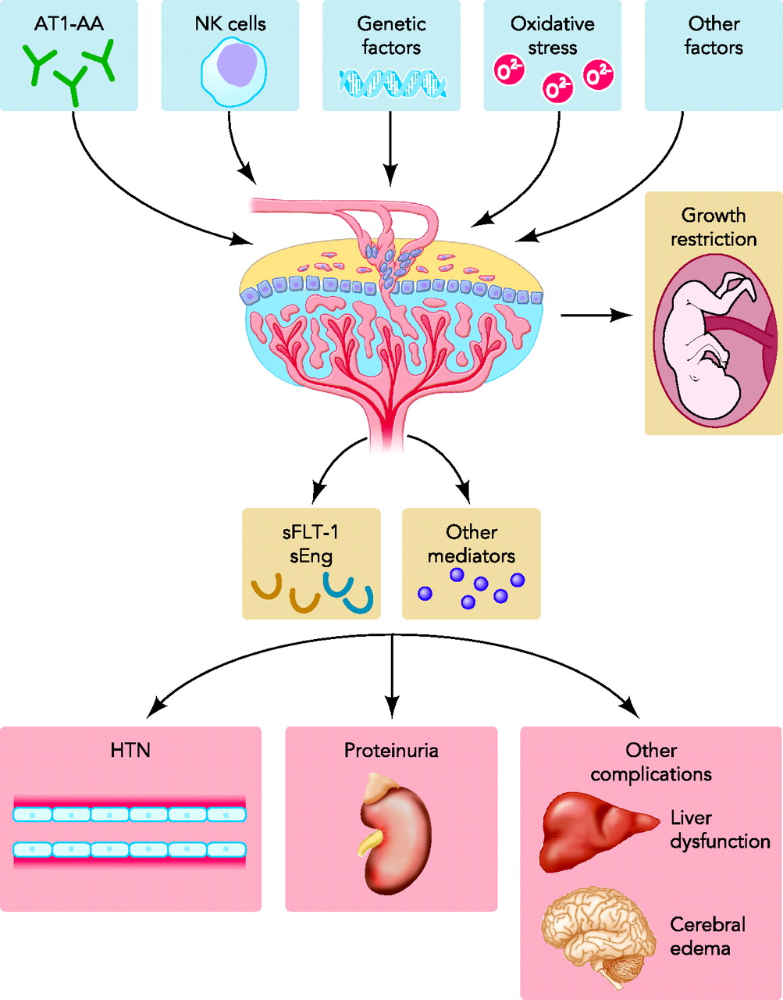 AT1-AA
NK cells
Genetic
factors
Oxidative
stress
Other
factors
O²⁻
O²⁻
O²⁻
Growth
restriction
sFLT-1
sEng
Other
mediators
HTN
Proteinuria
Other
complications
Liver
dysfunction
Cerebral
edema